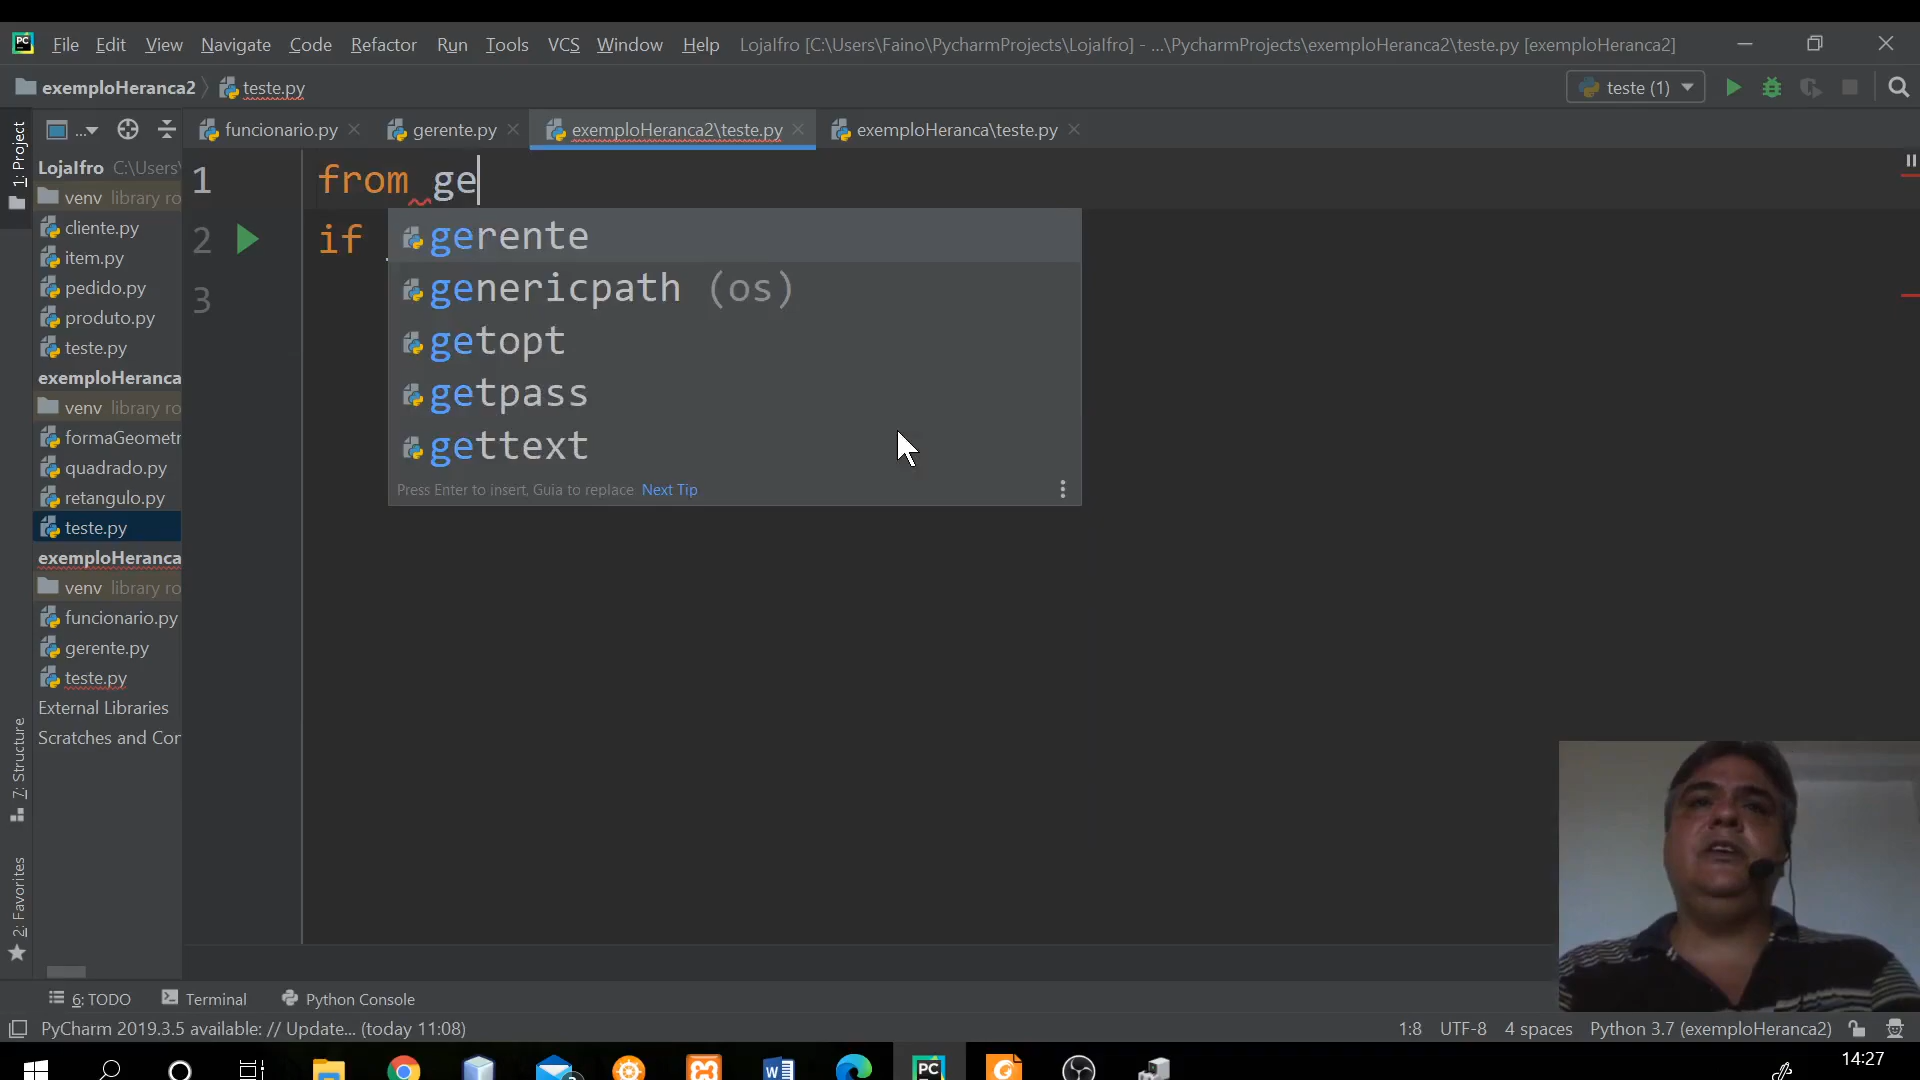 PC File Edit View Navigate Code Refactor Run Tools VCS Window Help LojaIfro [C:\Users\Faino\PycharmProjects\LojaIfro] - ...\PycharmProjects\exemploHeranca2\teste.py [exemploHeranca2]
exemploHeranca2 teste.py teste (1)
... funcionario.py gerente.py exemploHeranca2\teste.py exemploHeranca\teste.py
1: Project
LojaIfro C:\Users\
venv library ro
cliente.py
item.py
pedido.py
produto.py
teste.py
exemploHeranca
venv library ro
formaGeometr
quadrado.py
retangulo.py
teste.py
exemploHeranca
venv library ro
funcionario.py
gerente.py
teste.py
External Libraries
Scratches and Con
7: Structure
2: Favorites
1 from ge
2 if _
3
gerente
genericpath (os)
getopt
getpass
gettext
Press Enter to insert, Guia to replace Next Tip
6: TODO Terminal Python Console
PyCharm 2019.3.5 available: // Update... (today 11:08) 1:8 UTF-8 4 spaces Python 3.7 (exemploHeranca2)
PC 14:27